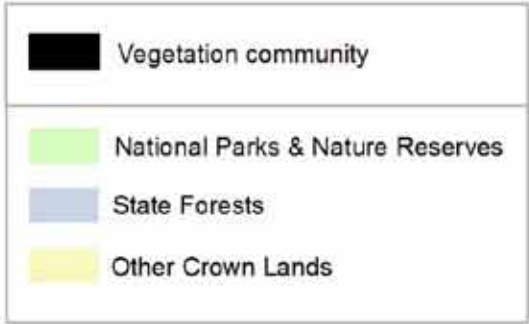 Vegetation community
National Parks & Nature Reserves
State Forests
Other Crown Lands